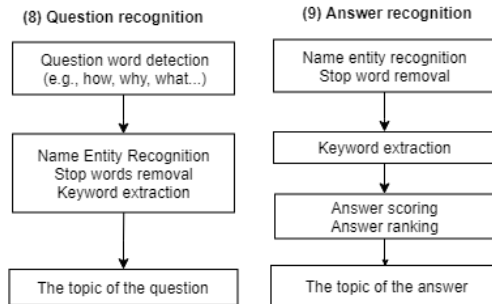 (8) Question recognition
Question word detection
(e.g., how, why, what...)
Name Entity Recognition
Stop words removal
Keyword extraction
The topic of the question
(9) Answer recognition
Name entity recognition
Stop word removal
Keyword extraction
Answer scoring
Answer ranking
The topic of the answer